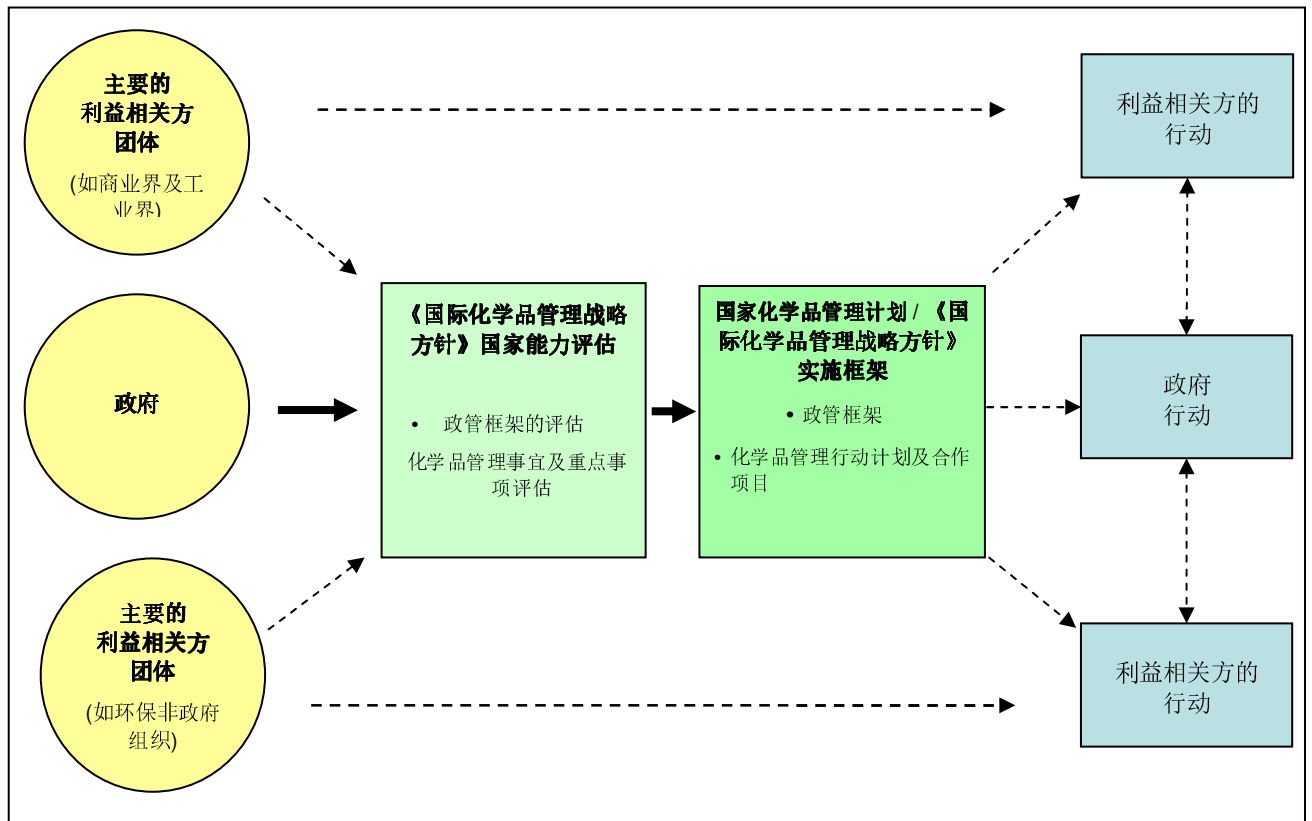 主要的
利益相关方
团体
(如商业界及工
业界)
利益相关方的
行动
《国际化学品管理战略
方针》国家能力评估
• 政管框架的评估
化学品管理事宜及重点事
项评估
国家化学品管理计划 / 《国
际化学品管理战略方针》
实施框架
• 政管框架
• 化学品管理行动计划及合作
项目
政府
政府
行动
主要的
利益相关方
团体
(如环保非政府
组织)
利益相关方的
行动